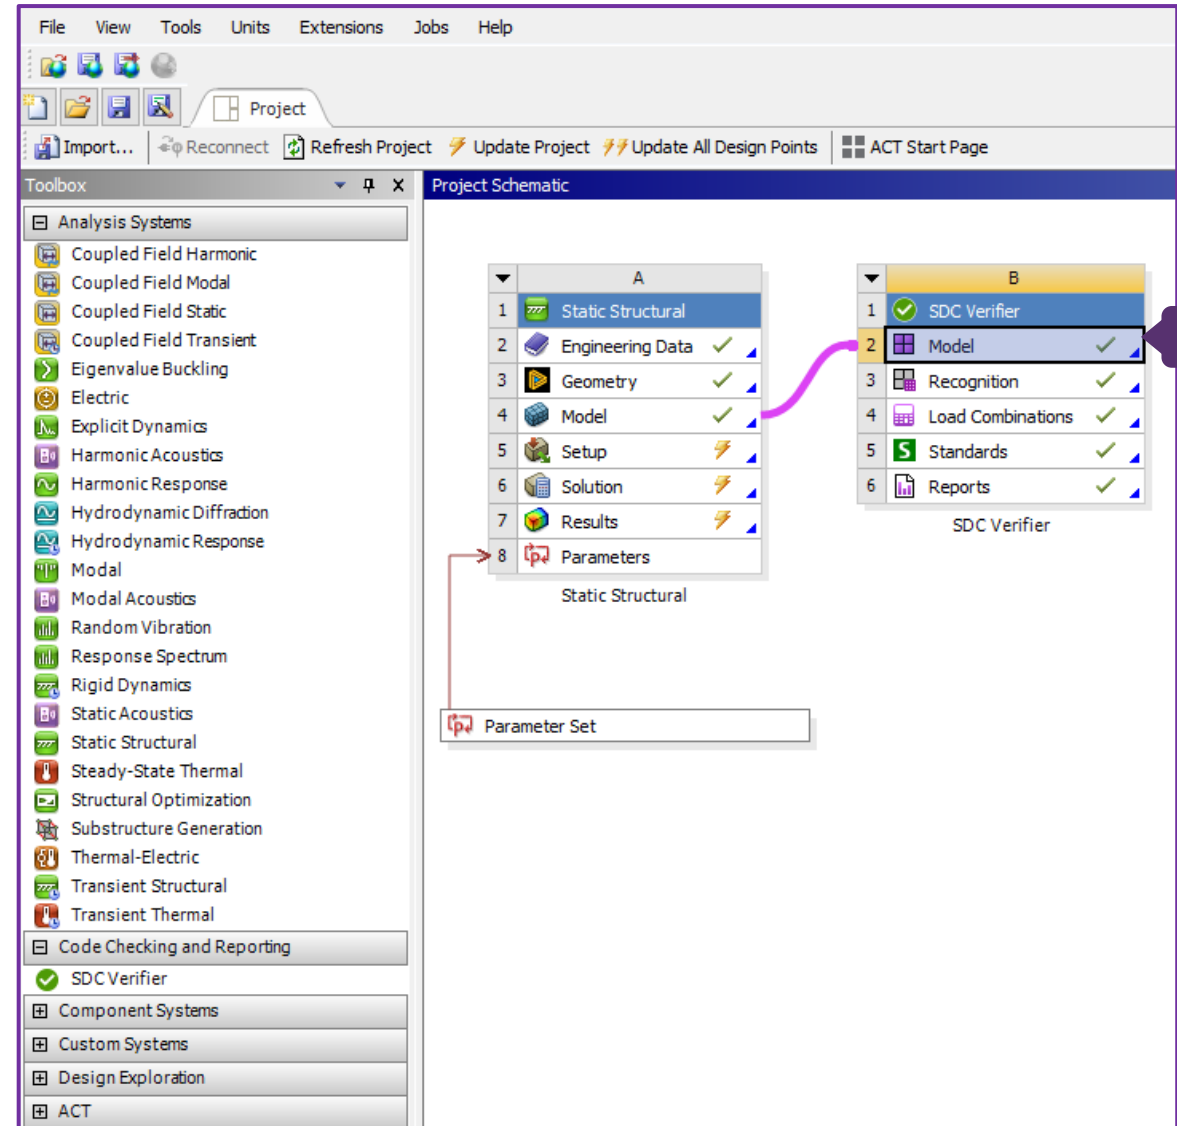 File View Tools Units Extensions Jobs Help
Project
Import... Reconnect Refresh Project Update Project Update All Design Points ACT Start Page
Toolbox
Analysis Systems
Coupled Field Harmonic
Coupled Field Modal
Coupled Field Static
Coupled Field Transient
Eigenvalue Buckling
Electric
Explicit Dynamics
Harmonic Acoustics
Harmonic Response
Hydrodynamic Diffraction
Hydrodynamic Response
Modal
Modal Acoustics
Random Vibration
Response Spectrum
Rigid Dynamics
Static Acoustics
Static Structural
Steady-State Thermal
Structural Optimization
Substructure Generation
Thermal-Electric
Transient Structural
Transient Thermal
Code Checking and Reporting
SDC Verifier
Component Systems
Custom Systems
Design Exploration
ACT
Project Schematic
A
1 Static Structural
2 Engineering Data
3 Geometry
4 Model
5 Setup
6 Solution
7 Results
8 Parameters
Static Structural
Parameter Set
B
1 SDC Verifier
2 Model
3 Recognition
4 Load Combinations
5 Standards
6 Reports
SDC Verifier